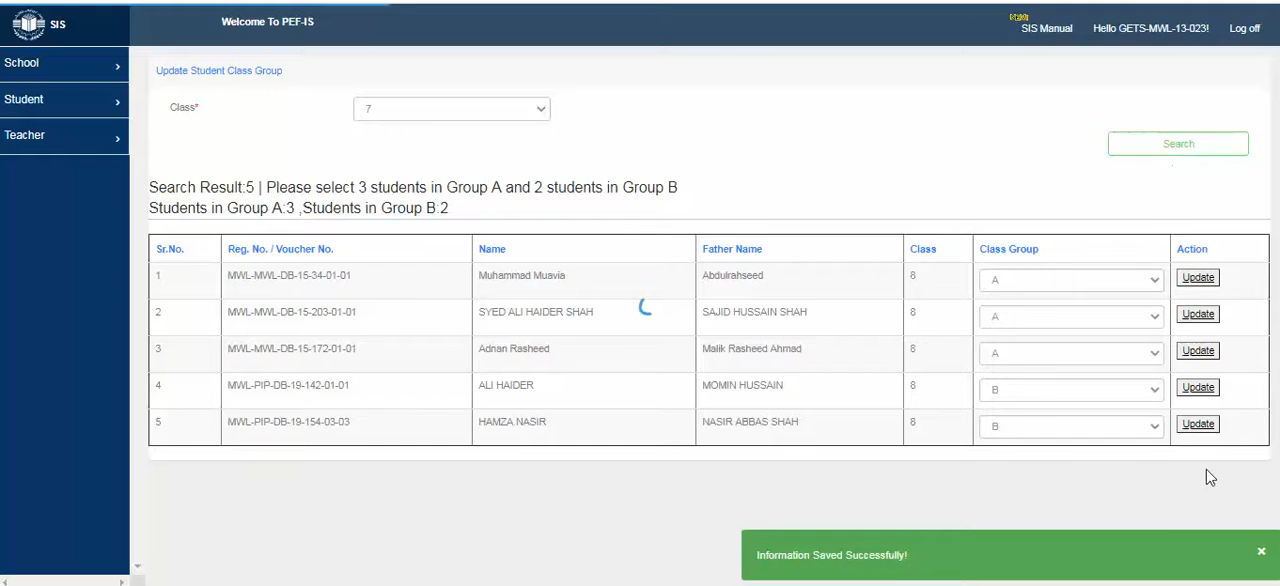 SIS
Welcome To PEF-IS
NEW
SIS Manual
Hello GETS-MWL-13-023!
Log off
School
Student
Teacher
Update Student Class Group
Class*
7
Search
Search Result:5 | Please select 3 students in Group A and 2 students in Group B
Students in Group A:3 ,Students in Group B:2
Sr.No. Reg. No. / Voucher No. Name Father Name Class Class Group Action
1 MWL-MWL-DB-15-34-01-01 Muhammad Muavia Abdulrahseed 8 A Update
2 MWL-MWL-DB-15-203-01-01 SYED ALI HAIDER SHAH SAJID HUSSAIN SHAH 8 A Update
3 MWL-MWL-DB-15-172-01-01 Adnan Rasheed Malik Rasheed Ahmad 8 A Update
4 MWL-PIP-DB-19-142-01-01 ALI HAIDER MOMIN HUSSAIN 8 B Update
5 MWL-PIP-DB-19-154-03-03 HAMZA NASIR NASIR ABBAS SHAH 8 B Update
Information Saved Successfully!